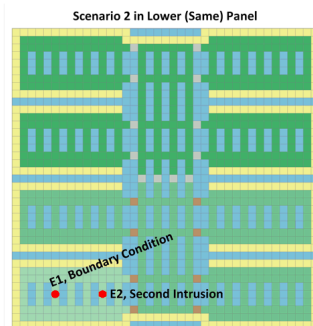 Scenario 2 in Lower (Same) Panel
E1, Boundary Condition
E2, Second Intrusion